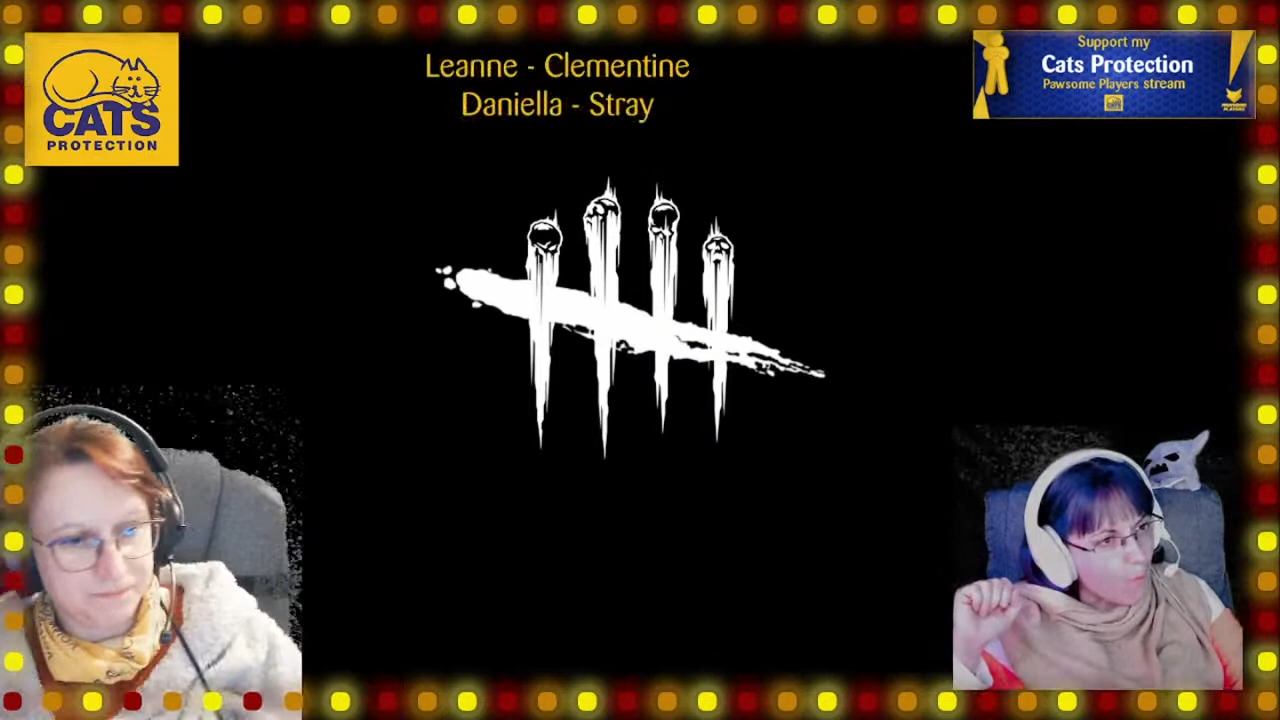 CATS
PROTECTION
Leanne - Clementine
Daniella - Stray
Support my
Cats Protection
Pawsome Players stream